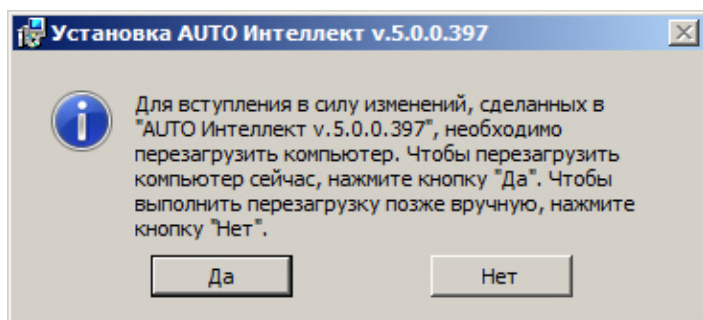 Установка AUTO Интеллект v.5.0.0.397
Для вступления в силу изменений, сделанных в
"AUTO Интеллект v.5.0.0.397", необходимо
перезагрузить компьютер. Чтобы перезагрузить
компьютер сейчас, нажмите кнопку "Да". Чтобы
выполнить перезагрузку позже вручную, нажмите
кнопку "Нет".
Да
Нет